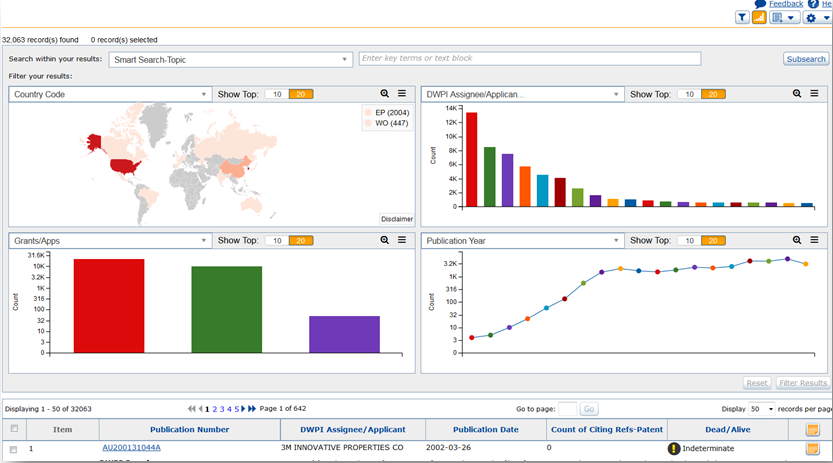 Feedback He
32,063 record(s) found 0 record(s) selected
Search within your results: Smart Search-Topic Enter key terms or text block Subsearch
Filter your results:
Country Code Show Top: 10 20
EP (2004)
WO (447)
Disclaimer
DWPI Assignee/Applican... Show Top: 10 20
14K
12K
10K
8K
6K
4K
2K
0
Count
Grants/Apps Show Top: 10 20
31.6K
10K
3.2K
1K
316
100
32
10
3
0
Count
Publication Year Show Top: 10 20
3.2K
1K
316
100
32
10
3
0
Count
Reset Filter Results
Displaying 1 - 50 of 32063 1 2 3 4 5 Page 1 of 642 Go to page: Go Display 50 records per page
Item Publication Number DWPI Assignee/Applicant Publication Date Count of Citing Refs-Patent Dead/Alive
1 AU200131044A 3M INNOVATIVE PROPERTIES CO 2002-03-26 0 Indeterminate